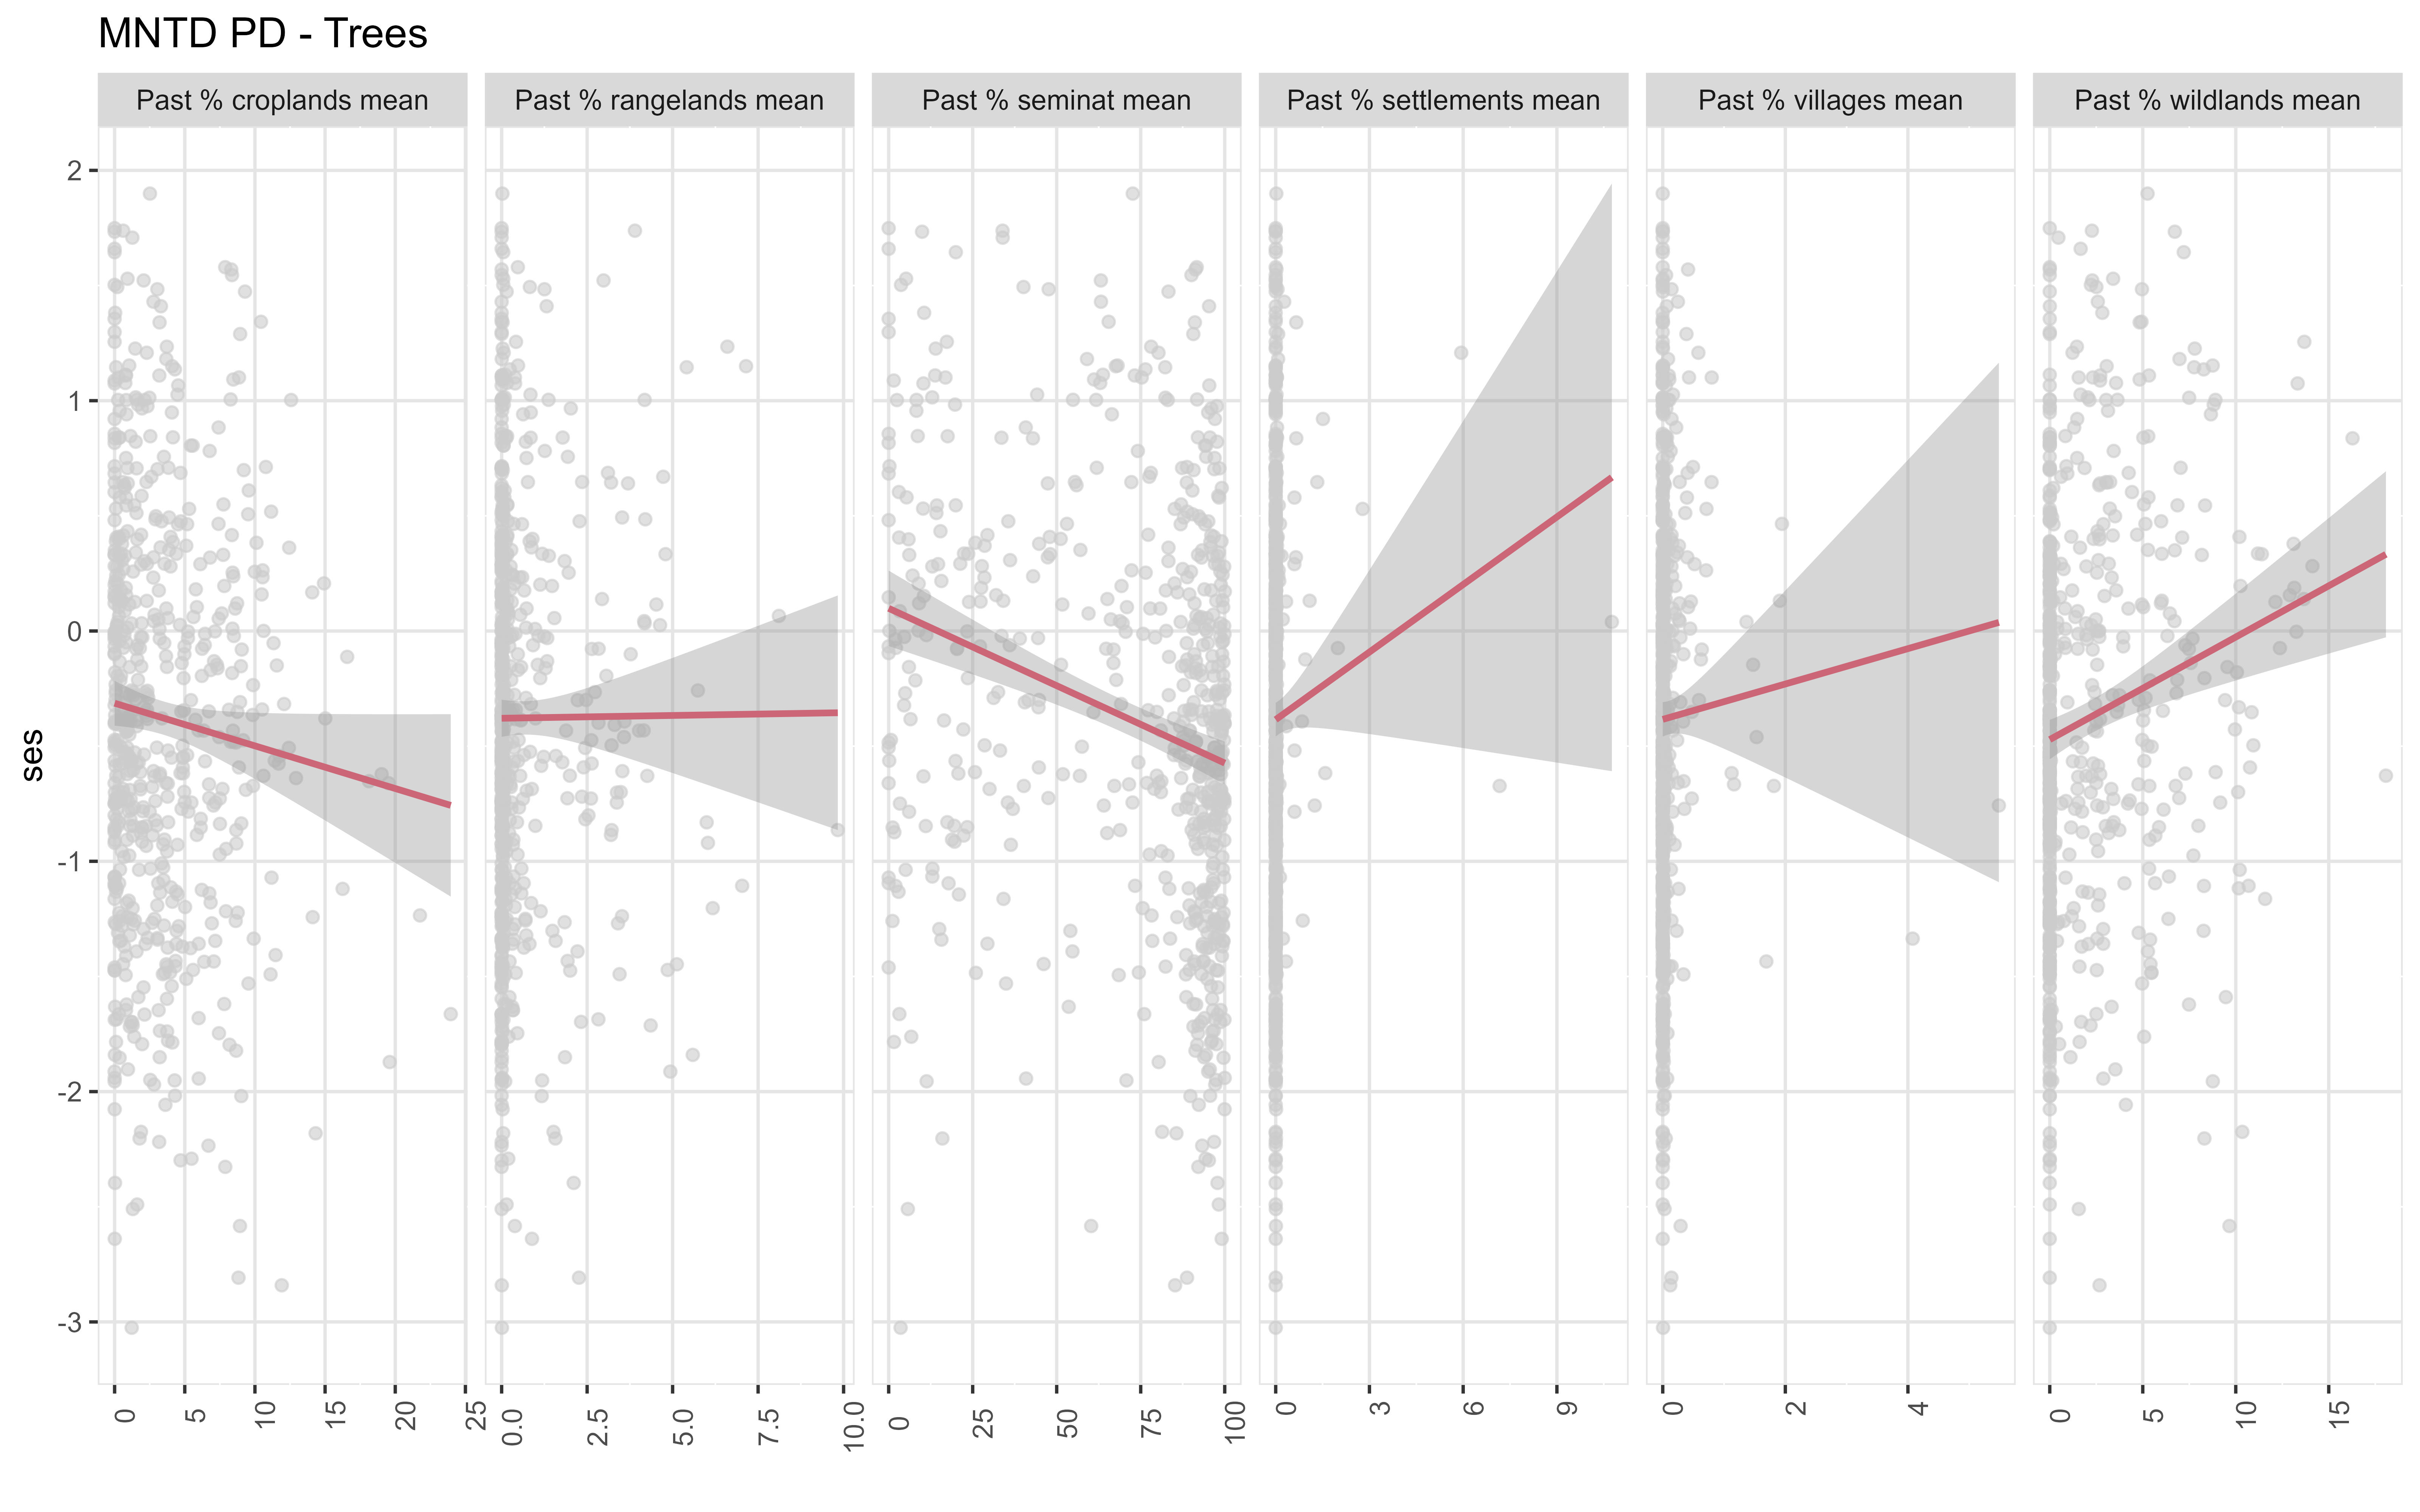 MNTD PD - Trees
Past % croplands mean
Past % rangelands mean
Past % seminat mean
Past % settlements mean
Past % villages mean
Past % wildlands mean
ses
2
1
0
-1
-2
-3
0 5 10 15 20 25
0.0 2.5 5.0 7.5 10.0
0 25 50 75 100
0 3 6 9
0 2 4
0 5 10 15